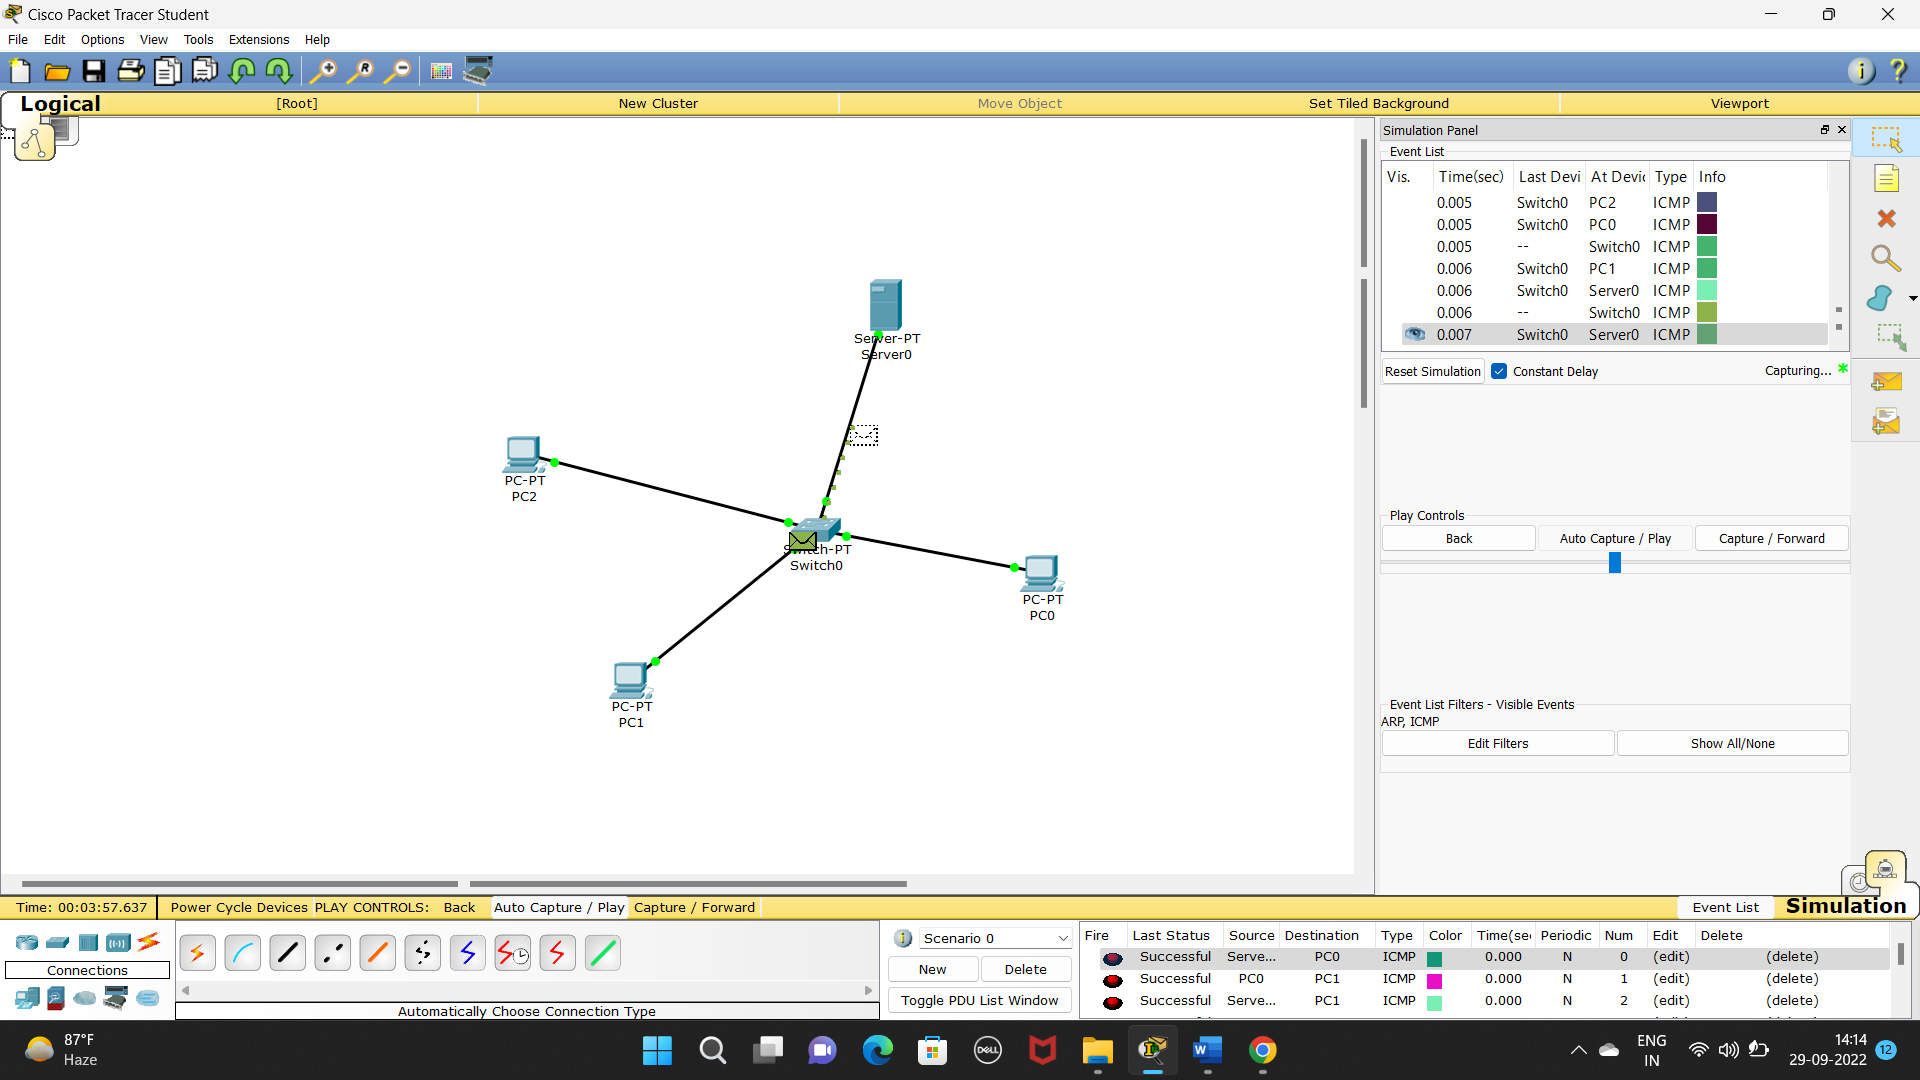 Cisco Packet Tracer Student
File Edit Options View Tools Extensions Help
Logical [Root] New Cluster Move Object Set Tiled Background Viewport
Server-PT
Server0
PC-PT
PC2
Switch-PT
Switch0
PC-PT
PC0
PC-PT
PC1
Simulation Panel
Event List
Vis. Time(sec) Last Devi At Devic Type Info
0.005 Switch0 PC2 ICMP
0.005 Switch0 PC0 ICMP
0.005 -- Switch0 ICMP
0.006 Switch0 PC1 ICMP
0.006 Switch0 Server0 ICMP
0.006 -- Switch0 ICMP
0.007 Switch0 Server0 ICMP
Reset Simulation Constant Delay Capturing... *
Play Controls
Back Auto Capture / Play Capture / Forward
Event List Filters - Visible Events
ARP, ICMP
Edit Filters Show All/None
Time: 00:03:57.637 Power Cycle Devices PLAY CONTROLS: Back Auto Capture / Play Capture / Forward Event List Simulation
Connections
Automatically Choose Connection Type
Scenario 0
New Delete
Toggle PDU List Window
Fire Last Status Source Destination Type Color Time(sec Periodic Num Edit Delete
Successful Serve... PC0 ICMP 0.000 N 0 (edit) (delete)
Successful PC0 PC1 ICMP 0.000 N 1 (edit) (delete)
Successful Serve... PC1 ICMP 0.000 N 2 (edit) (delete)
87°F
Haze
DELL
W
ENG
IN
14:14
29-09-2022
12